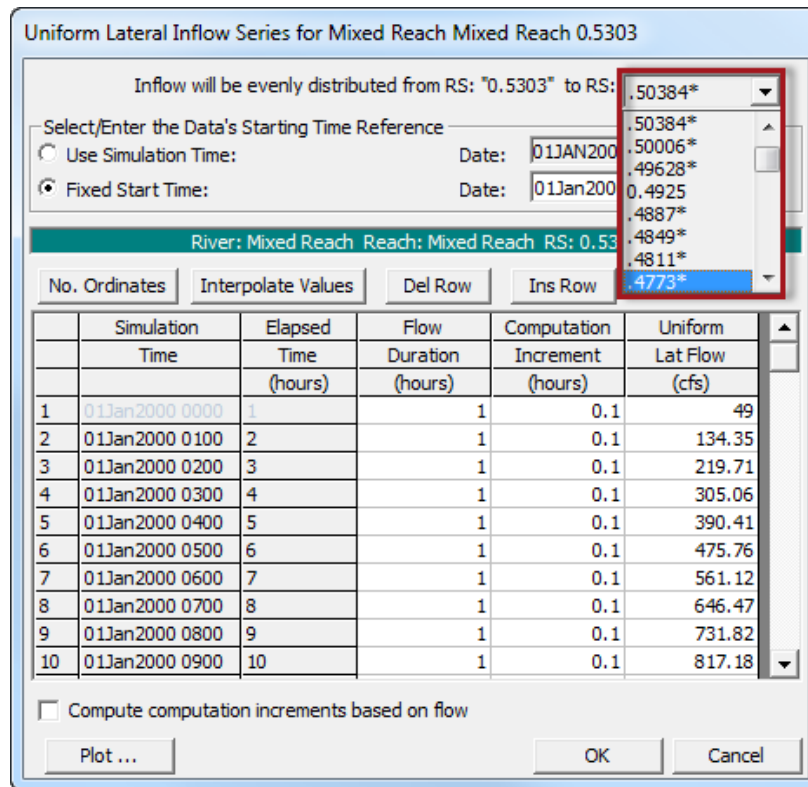 Uniform Lateral Inflow Series for Mixed Reach Mixed Reach 0.5303
Inflow will be evenly distributed from RS: "0.5303" to RS: .50384*
.50384*
.50006*
.49628*
0.4925
.4887*
.4849*
.4811*
.4773*
Select/Enter the Data's Starting Time Reference
Use Simulation Time: Date: 01JAN200
Fixed Start Time: Date: 01Jan200
River: Mixed Reach Reach: Mixed Reach RS: 0.53
No. Ordinates Interpolate Values Del Row Ins Row
Simulation Elapsed Flow Computation Uniform
Time Time Duration Increment Lat Flow
(hours) (hours) (hours) (cfs)
1 01Jan2000 0000 1 1 0.1 49
2 01Jan2000 0100 2 1 0.1 134.35
3 01Jan2000 0200 3 1 0.1 219.71
4 01Jan2000 0300 4 1 0.1 305.06
5 01Jan2000 0400 5 1 0.1 390.41
6 01Jan2000 0500 6 1 0.1 475.76
7 01Jan2000 0600 7 1 0.1 561.12
8 01Jan2000 0700 8 1 0.1 646.47
9 01Jan2000 0800 9 1 0.1 731.82
10 01Jan2000 0900 10 1 0.1 817.18
Compute computation increments based on flow
Plot ... OK Cancel